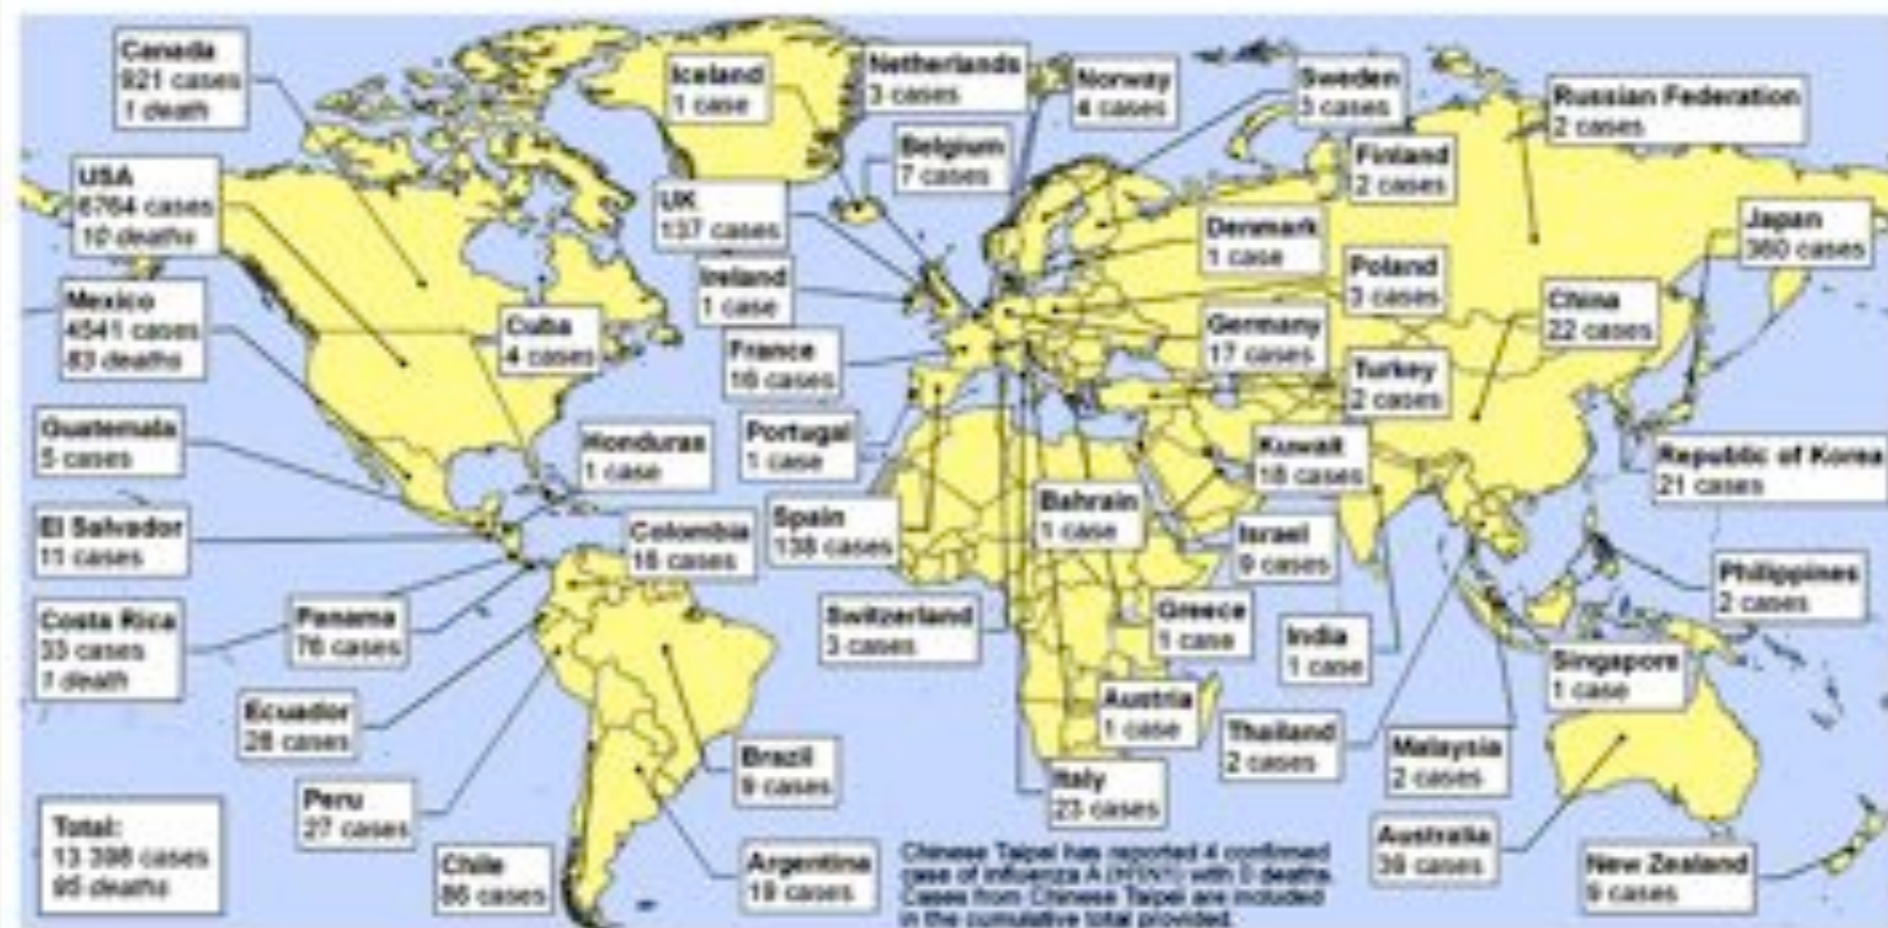 Canada
921 cases
1 death
Iceland
1 case
Netherlands
3 cases
Norway
4 cases
Sweden
3 cases
Russian Federation
2 cases
Belgium
7 cases
Finland
2 cases
USA
6764 cases
10 deaths
UK
137 cases
Denmark
1 case
Japan
360 cases
Ireland
1 case
Poland
3 cases
Mexico
4541 cases
83 deaths
Cuba
4 cases
China
22 cases
Germany
17 cases
France
16 cases
Turkey
2 cases
Guatemala
5 cases
Honduras
1 case
Portugal
1 case
Kuwait
18 cases
Republic of Korea
21 cases
Bahrain
1 case
El Salvador
11 cases
Colombia
16 cases
Spain
138 cases
Israel
9 cases
Philippines
2 cases
Costa Rica
33 cases
1 death
Panama
76 cases
Switzerland
3 cases
Greece
1 case
India
1 case
Singapore
1 case
Ecuador
28 cases
Austria
1 case
Thailand
2 cases
Malaysia
2 cases
Brazil
9 cases
Italy
23 cases
Peru
27 cases
Total:
13 398 cases
95 deaths
Chile
86 cases
Argentina
19 cases
Australia
39 cases
New Zealand
9 cases
Chinese Taipei has reported 4 confirmed
case of influenza A (H1N1) with 0 deaths.
Cases from Chinese Taipei are included
in the cumulative total provided.